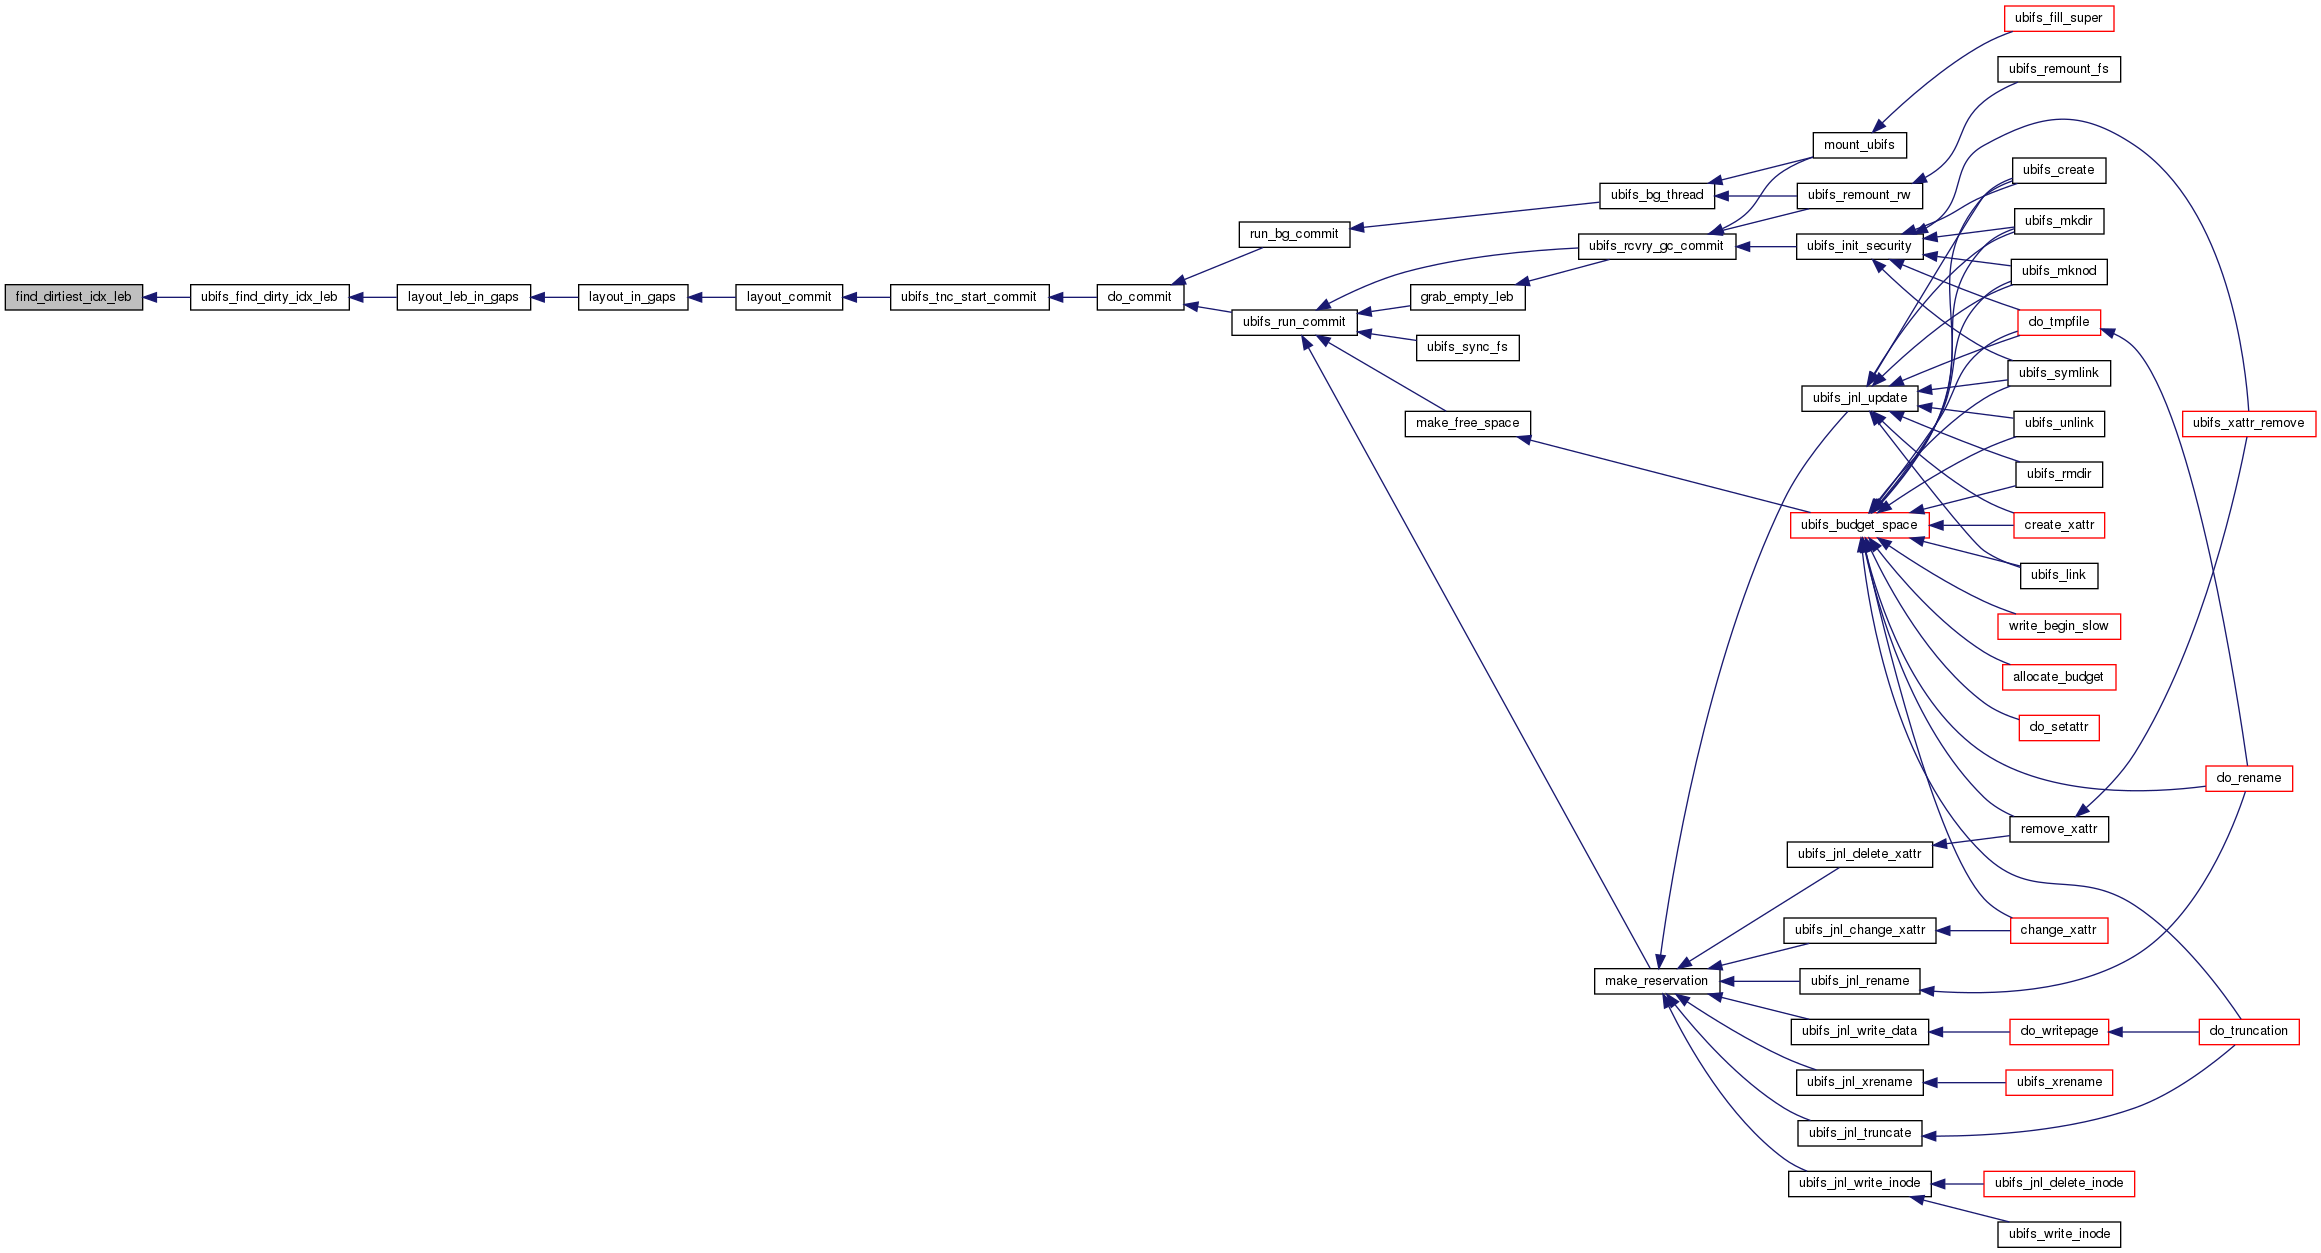 ubifs_fill_super
ubifs_remount_fs
mount_ubifs
ubifs_create
ubifs_bg_thread
ubifs_remount_rw
ubifs_mkdir
run_bg_commit
ubifs_rcvry_gc_commit
ubifs_init_security
ubifs_mknod
find_dirtiest_idx_leb
ubifs_find_dirty_idx_leb
layout_leb_in_gaps
layout_in_gaps
layout_commit
ubifs_tnc_start_commit
do_commit
grab_empty_leb
ubifs_run_commit
do_tmpfile
ubifs_sync_fs
ubifs_symlink
ubifs_jnl_update
make_free_space
ubifs_unlink
ubifs_xattr_remove
ubifs_rmdir
ubifs_budget_space
create_xattr
ubifs_link
write_begin_slow
allocate_budget
do_setattr
do_rename
remove_xattr
ubifs_jnl_delete_xattr
ubifs_jnl_change_xattr
change_xattr
make_reservation
ubifs_jnl_rename
ubifs_jnl_write_data
do_writepage
do_truncation
ubifs_jnl_xrename
ubifs_xrename
ubifs_jnl_truncate
ubifs_jnl_write_inode
ubifs_jnl_delete_inode
ubifs_write_inode